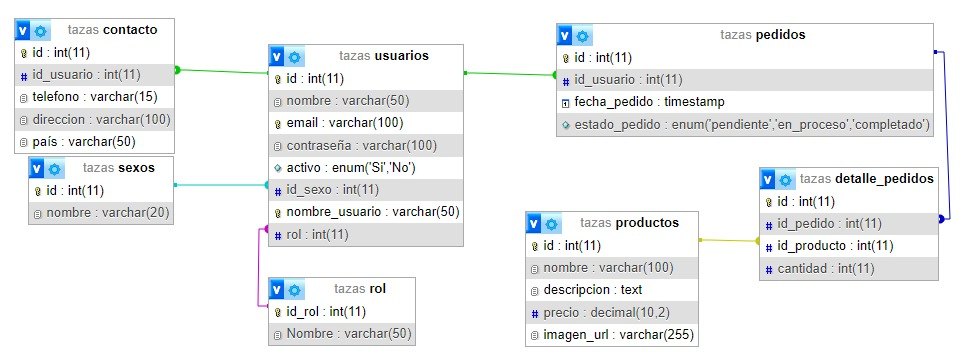 tazas contacto
id : int(11)
id_usuario : int(11)
telefono : varchar(15)
direccion : varchar(100)
país : varchar(50)
tazas sexos
id : int(11)
nombre : varchar(20)
tazas usuarios
id : int(11)
nombre : varchar(50)
email : varchar(100)
contraseña : varchar(100)
activo : enum('Si','No')
id_sexo : int(11)
nombre_usuario : varchar(50)
rol : int(11)
tazas rol
id_rol : int(11)
Nombre : varchar(50)
tazas pedidos
id : int(11)
id_usuario : int(11)
fecha_pedido : timestamp
estado_pedido : enum('pendiente','en_proceso','completado')
tazas productos
id : int(11)
nombre : varchar(100)
descripcion : text
precio : decimal(10,2)
imagen_url : varchar(255)
tazas detalle_pedidos
id : int(11)
id_pedido : int(11)
id_producto : int(11)
cantidad : int(11)